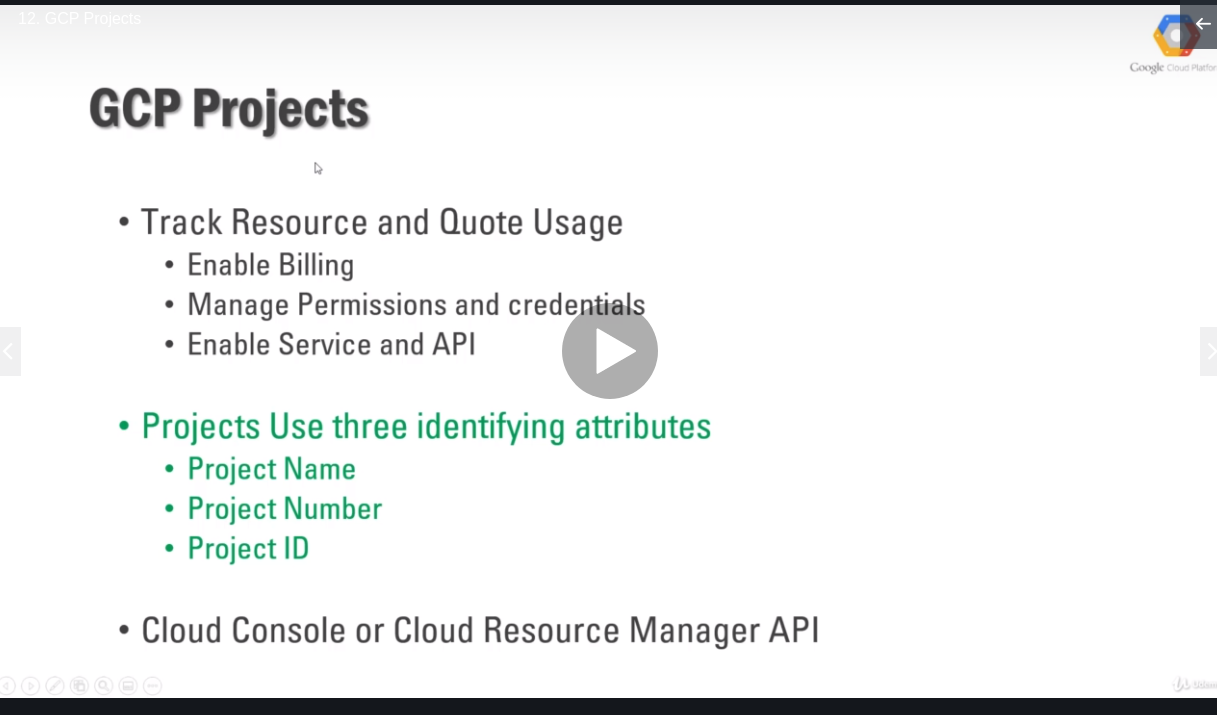 12. GCP Projects
Google Cloud Platfor
GCP Projects
• Track Resource and Quote Usage
• Enable Billing
• Manage Permissions and credentials
• Enable Service and API
• Projects Use three identifying attributes
• Project Name
• Project Number
• Project ID
• Cloud Console or Cloud Resource Manager API
Udem